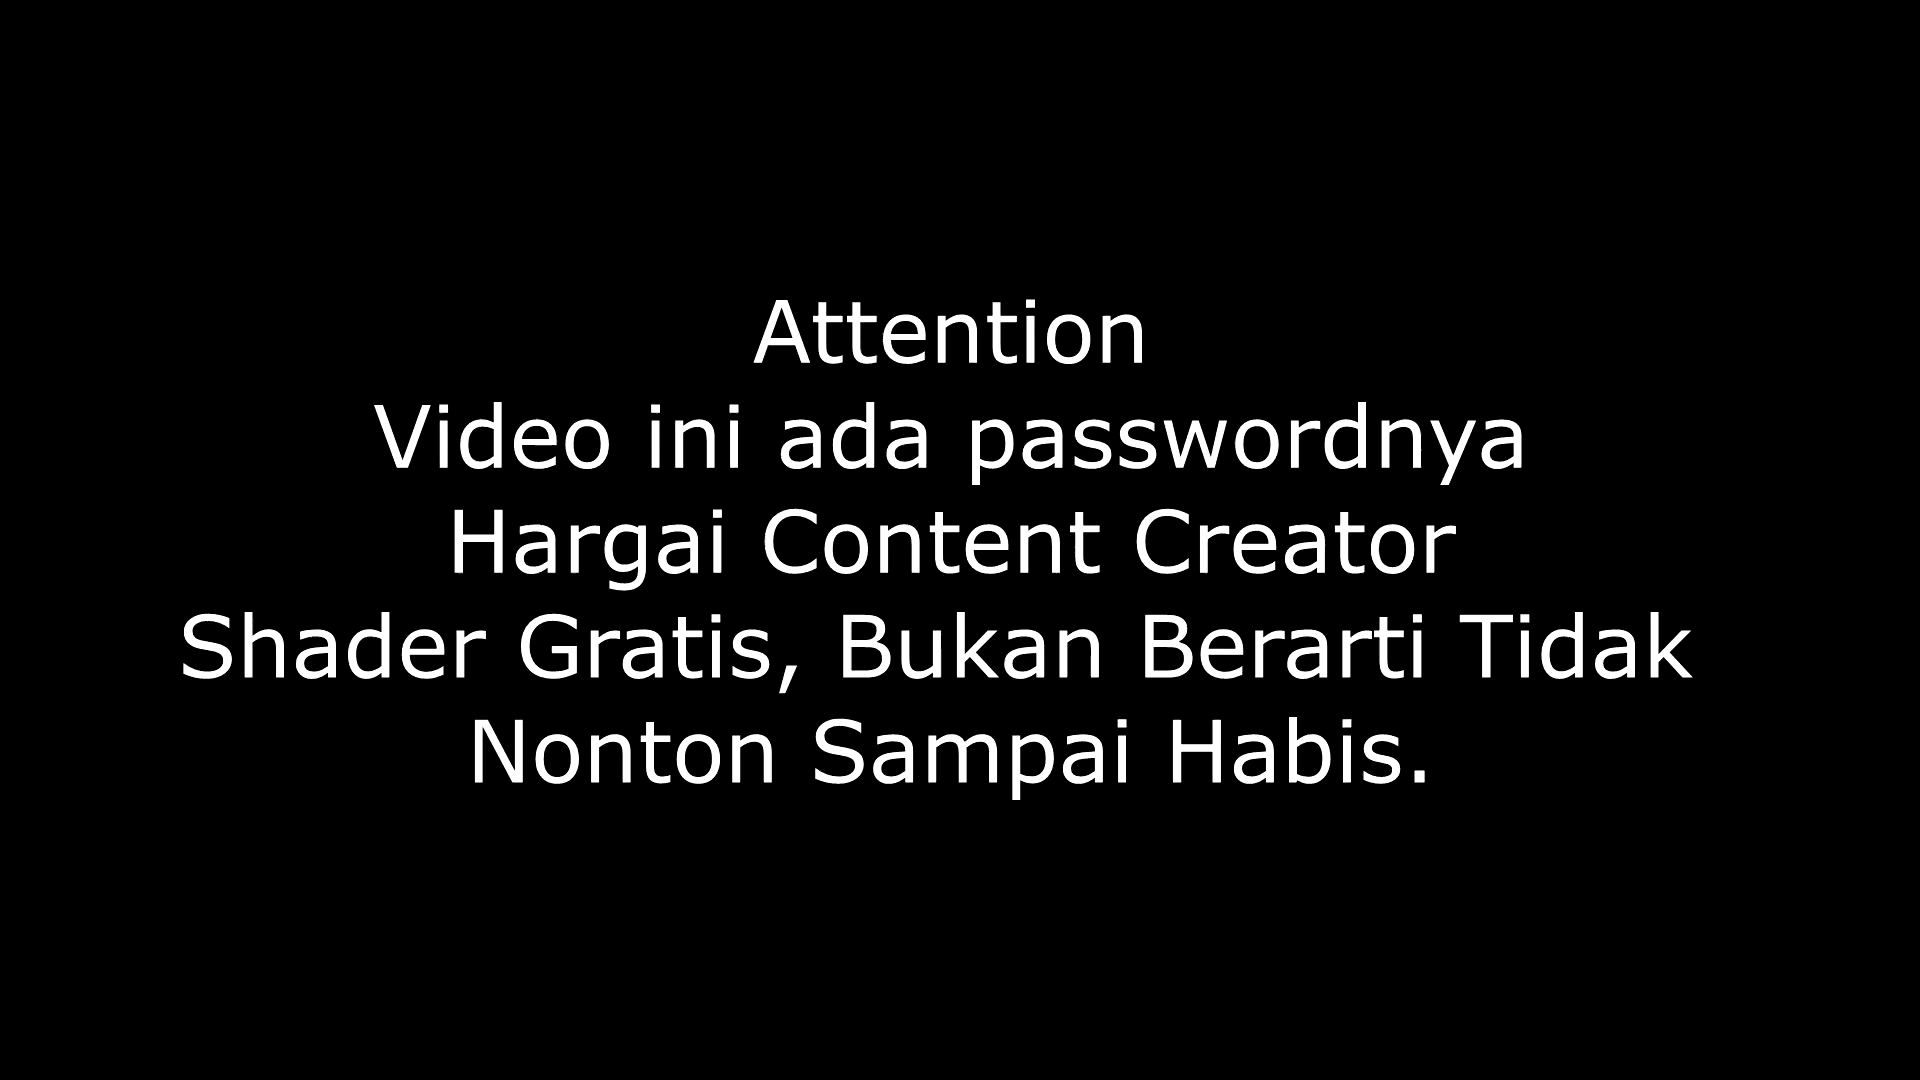 Attention
Video ini ada passwordnya
Hargai Content Creator
Shader Gratis, Bukan Berarti Tidak
Nonton Sampai Habis.